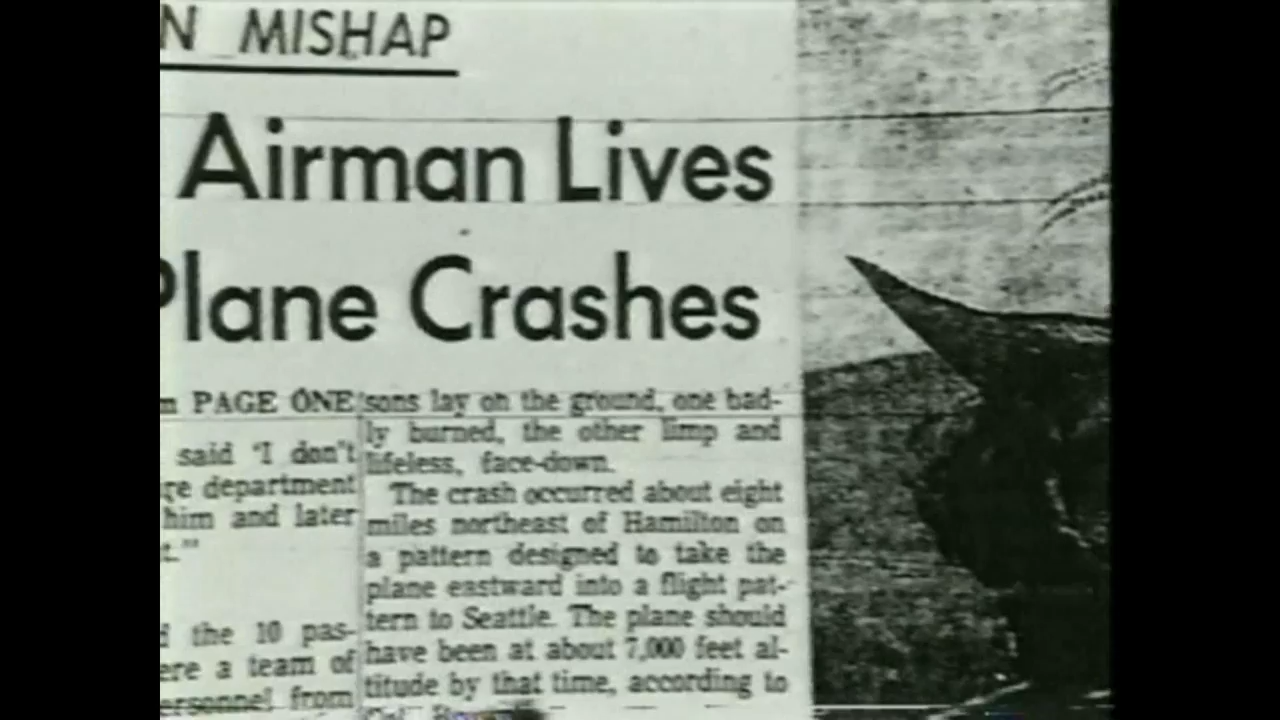 N MISHAP
Airman Lives
Plane Crashes
m PAGE ONE
said "I don't
re department
him and later
t."
d the 10 pas-
ere a team of
ersonnel from
sons lay on the ground, one bad-
ly burned, the other limp and
lifeless, face-down.
The crash occurred about eight
miles northeast of Hamilton on
a pattern designed to take the
plane eastward into a flight pat-
tern to Seattle. The plane should
have been at about 7,000 feet al-
titude by that time, according to